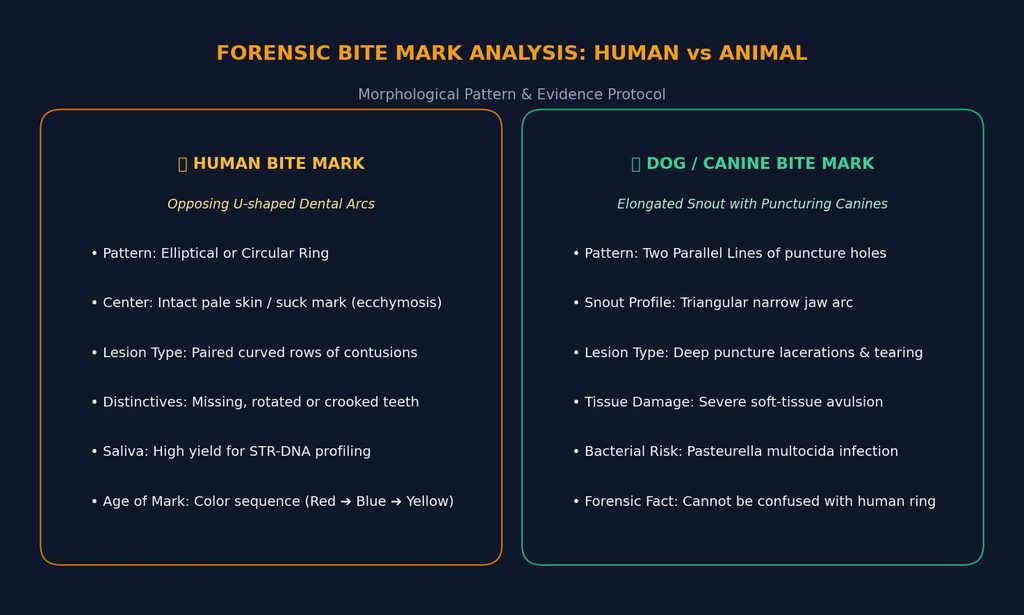 FORENSIC BITE MARK ANALYSIS: HUMAN vs ANIMAL
Morphological Pattern & Evidence Protocol
HUMAN BITE MARK
Opposing U-shaped Dental Arcs
• Pattern: Elliptical or Circular Ring
• Center: Intact pale skin / suck mark (ecchymosis)
• Lesion Type: Paired curved rows of contusions
• Distinctives: Missing, rotated or crooked teeth
• Saliva: High yield for STR-DNA profiling
• Age of Mark: Color sequence (Red ➔ Blue ➔ Yellow)
DOG / CANINE BITE MARK
Elongated Snout with Puncturing Canines
• Pattern: Two Parallel Lines of puncture holes
• Snout Profile: Triangular narrow jaw arc
• Lesion Type: Deep puncture lacerations & tearing
• Tissue Damage: Severe soft-tissue avulsion
• Bacterial Risk: Pasteurella multocida infection
• Forensic Fact: Cannot be confused with human ring